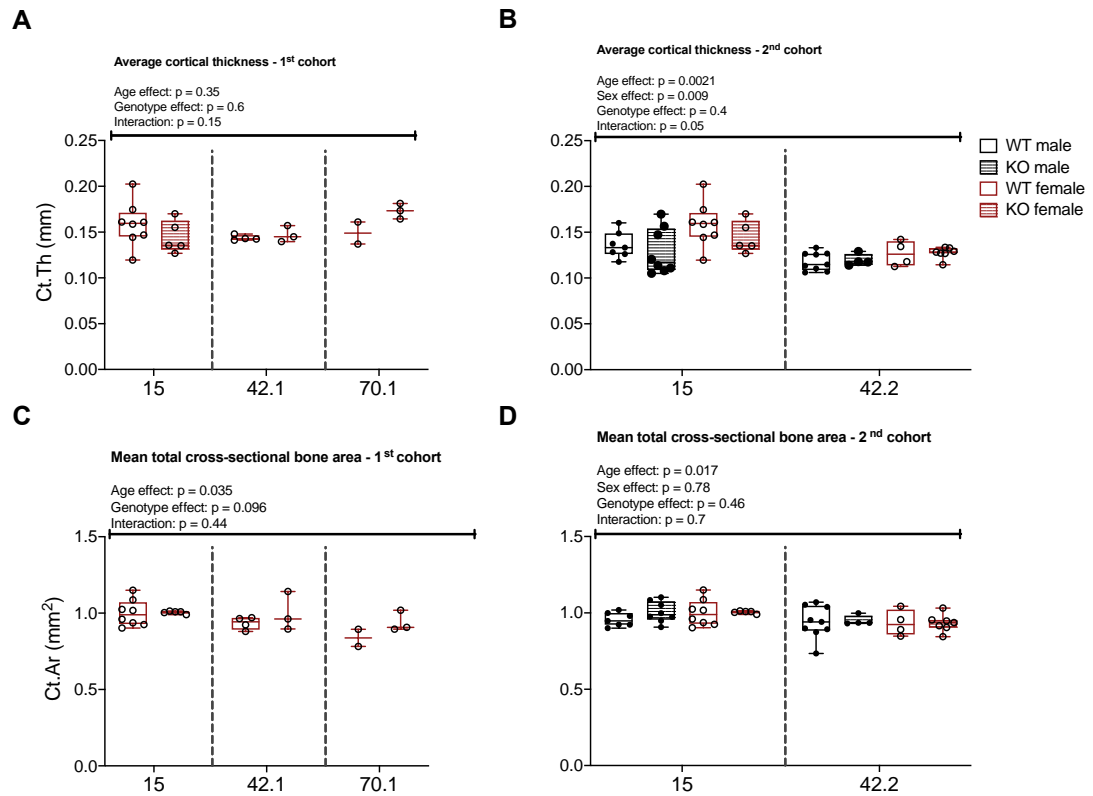 A
Average cortical thickness - 1st cohort
Age effect: p = 0.35
Genotype effect: p = 0.6
Interaction: p = 0.15
Ct.Th (mm)
0.25
0.20
0.15
0.10
0.05
0.00
15 42.1 70.1
B
Average cortical thickness - 2nd cohort
Age effect: p = 0.0021
Sex effect: p = 0.009
Genotype effect: p = 0.4
Interaction: p = 0.05
0.25
0.20
0.15
0.10
0.05
0.00
15 42.2
WT male
KO male
WT female
KO female
C
Mean total cross-sectional bone area - 1st cohort
Age effect: p = 0.035
Genotype effect: p = 0.096
Interaction: p = 0.44
Ct.Ar (mm²)
1.5
1.0
0.5
0.0
15 42.1 70.1
D
Mean total cross-sectional bone area - 2nd cohort
Age effect: p = 0.017
Sex effect: p = 0.78
Genotype effect: p = 0.46
Interaction: p = 0.7
1.5
1.0
0.5
0.0
15 42.2